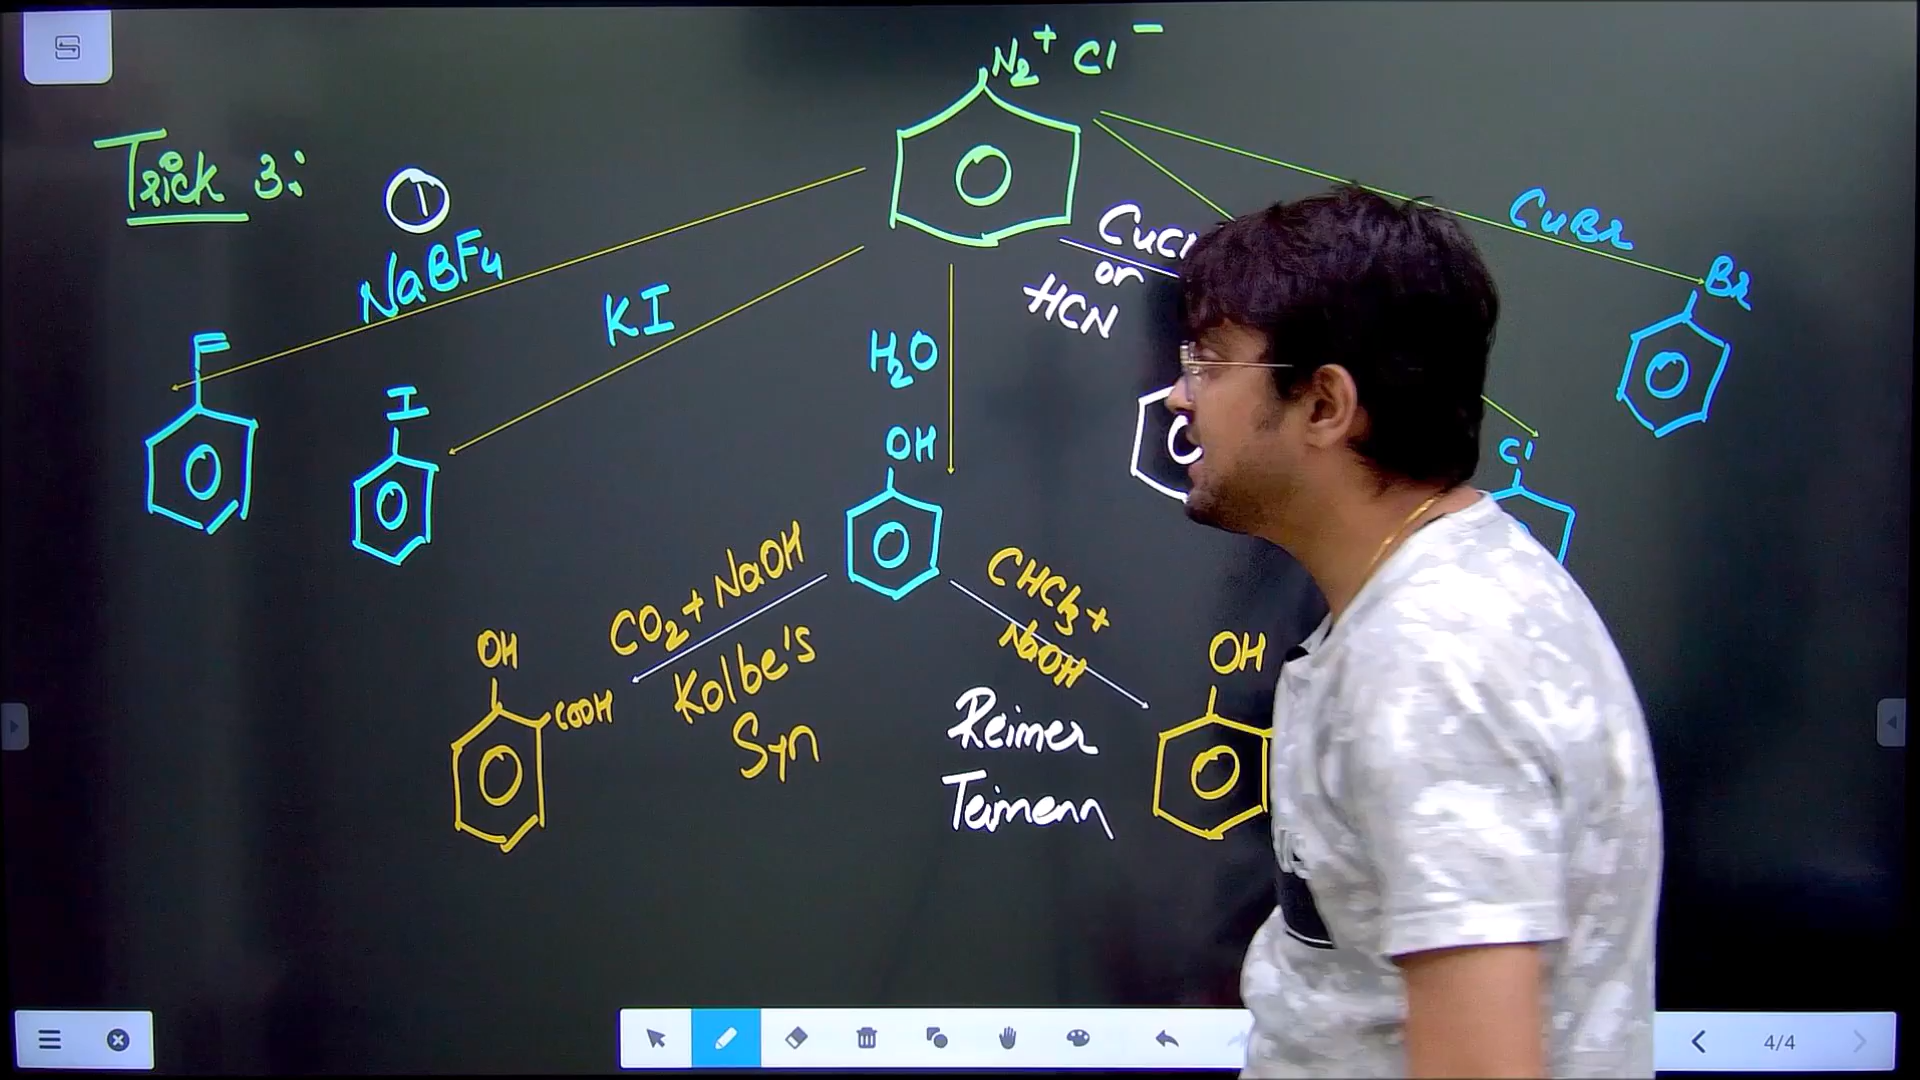 N2+ Cl-
Trick 3:
1
NaBF4
KI
CuCl
or
HCN
CuBr
Br
F
I
H2O
OH
Cl
CO2 + NaOH
Kolbe's
Syn
OH
COOH
CHCl3 +
NaOH
Reimer
Teimenn
OH
4/4